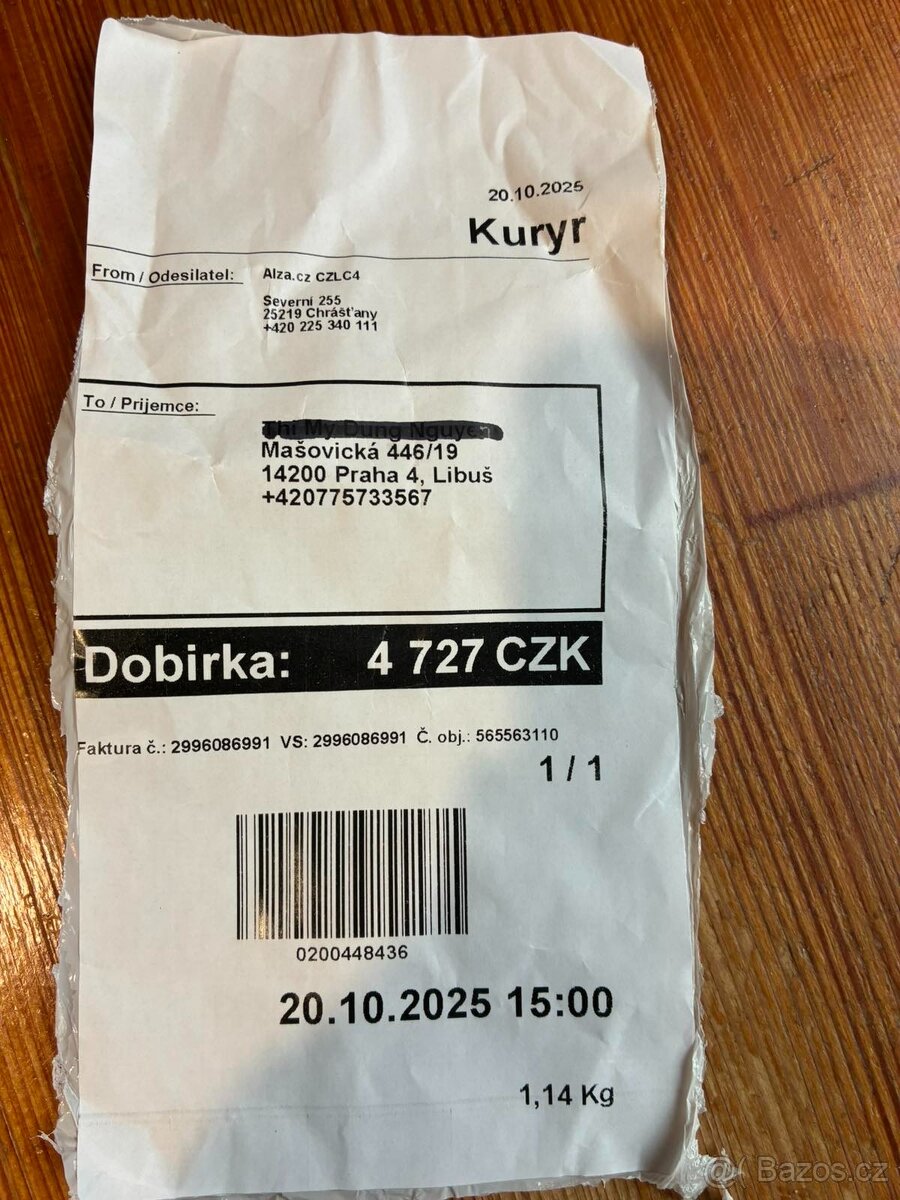 20.10.2025
Kuryr
From / Odesilatel:
Alza.cz CZLC4
Severní 255
25219 Chrášťany
+420 225 340 111
To / Prijemce:
Mašovická 446/19
14200 Praha 4, Libuš
+420775733567
Dobirka: 4 727 CZK
Faktura č.: 2996086991 VS: 2996086991 Č. obj.: 565563110
1 / 1
0200448436
20.10.2025 15:00
1,14 Kg
@ Bazos.cz